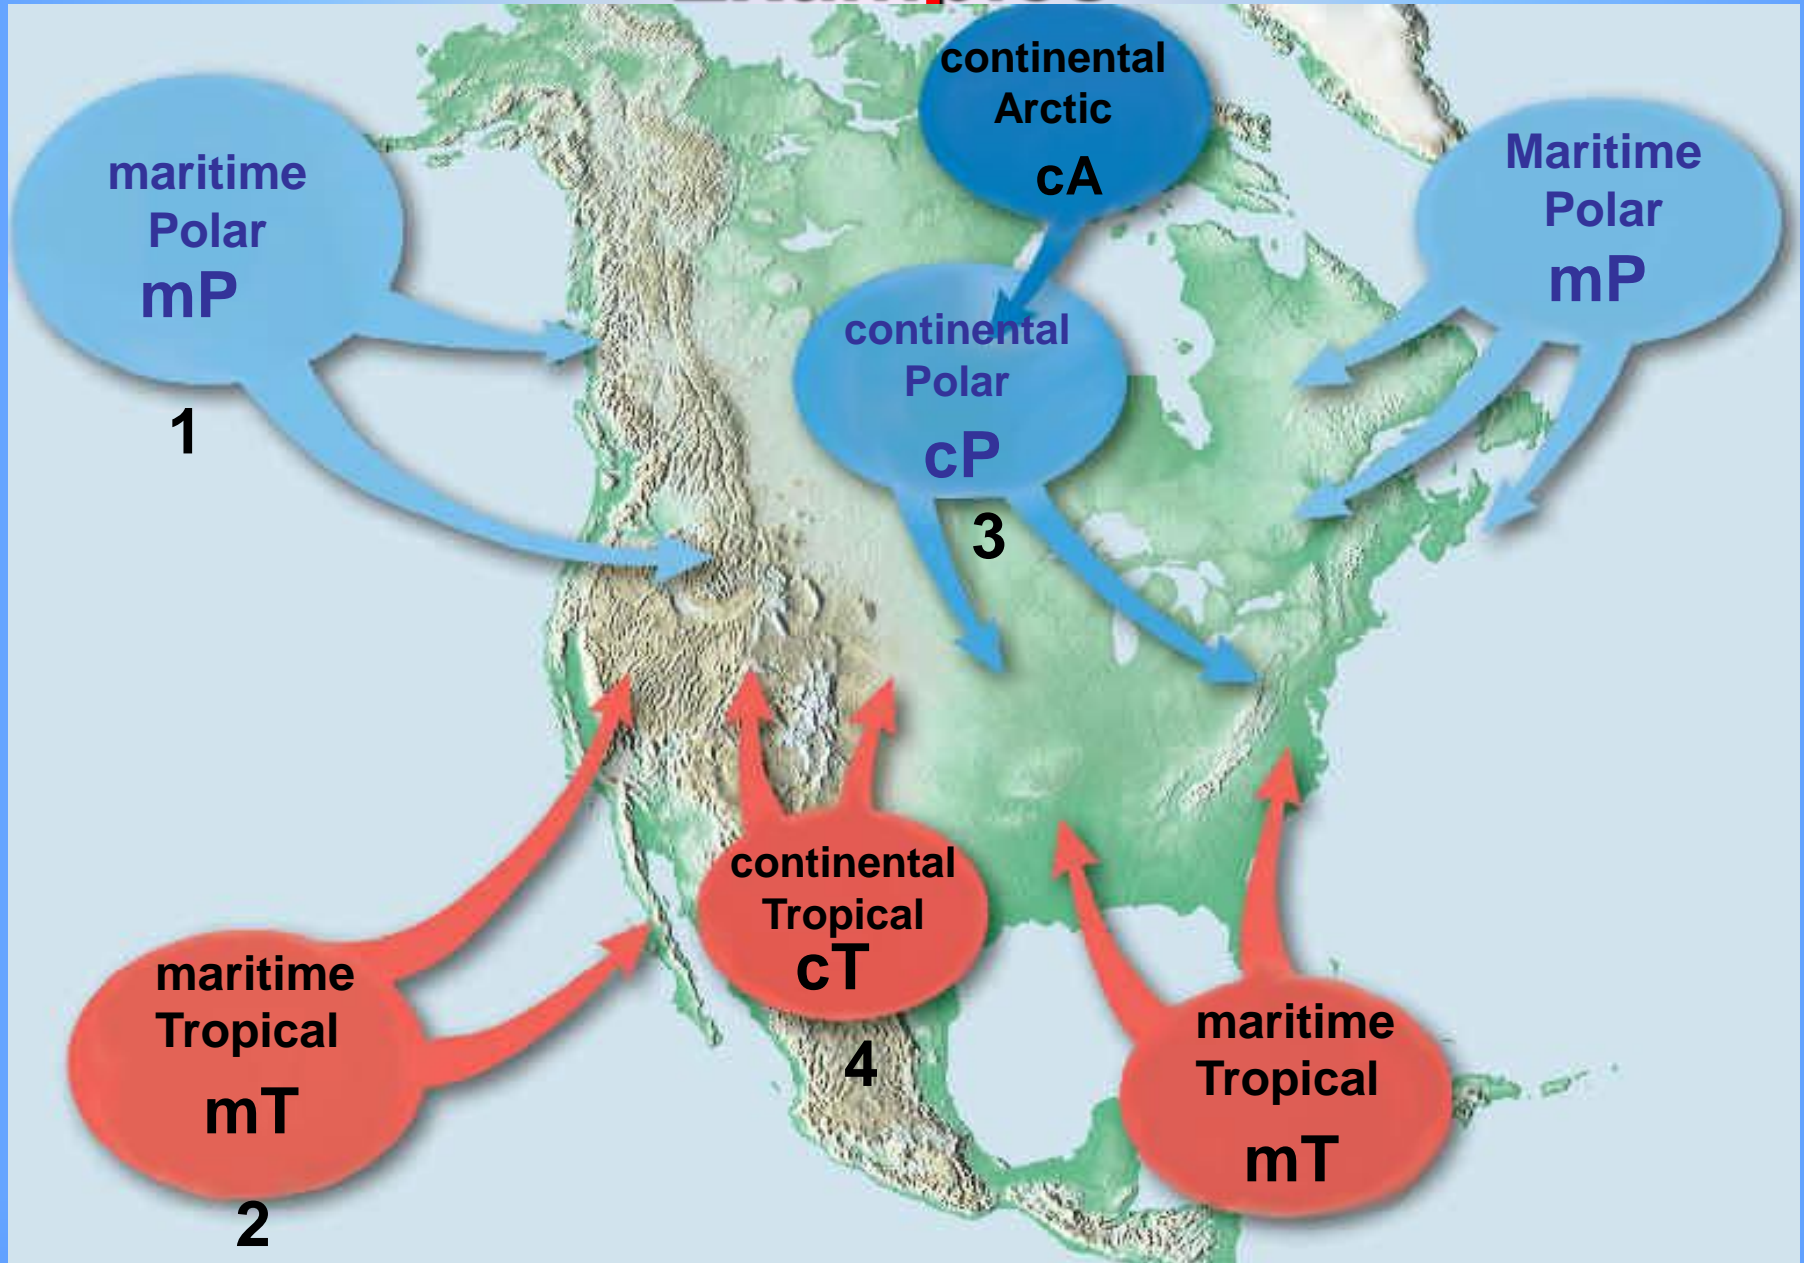 continental
Arctic
cA
maritime
Polar
mP
1
Maritime
Polar
mP
continental
Polar
cP
3
continental
Tropical
cT
4
maritime
Tropical
mT
2
maritime
Tropical
mT